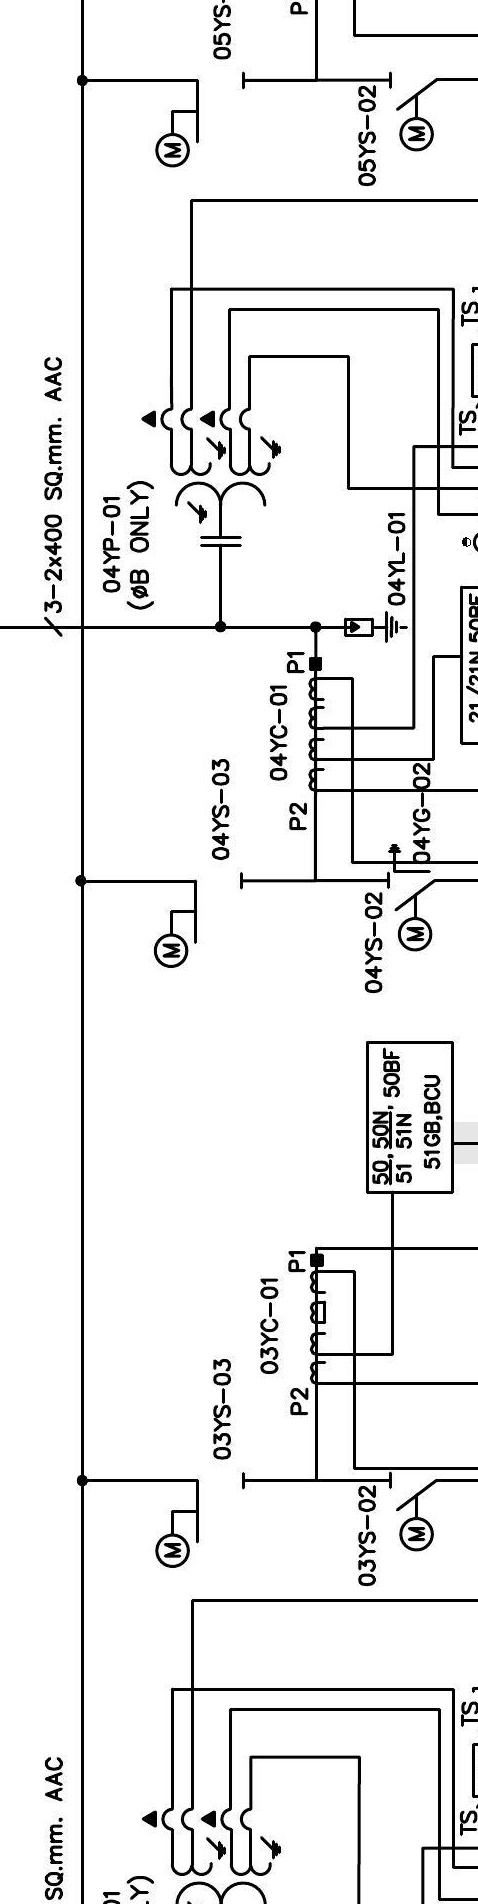 05YS-
P
05YS-02
M
M
TS
TS
3-2x400 SQ.mm. AAC
04YP-01
(øB ONLY)
04YL-01
P1
04YC-01
P2
04YS-03
04YG-02
04YS-02
M
M
21/21N,50BF
50,50N,50BF
51 51N
51GB,BCU
P1
03YC-01
P2
03YS-03
03YS-02
M
M
TS
TS
SQ.mm. AAC
01
Y)